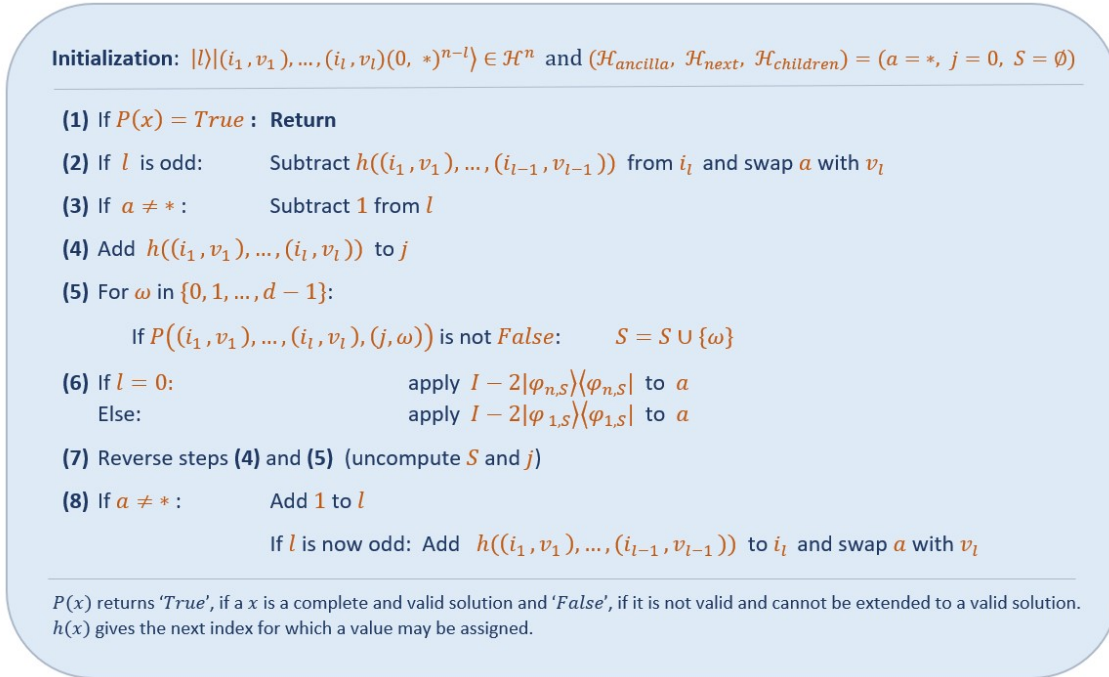 Initialization: |l⟩|(i₁, v₁), …, (iₗ, vₗ)(0, *)ⁿ⁻ˡ⟩ ∈ ℋⁿ and (ℋ_ancilla, ℋ_next, ℋ_children) = (a = *, j = 0, S = ∅)
(1) If P(x) = True : Return
(2) If l is odd: Subtract h((i₁, v₁), …, (iₗ₋₁, vₗ₋₁)) from iₗ and swap a with vₗ
(3) If a ≠ * : Subtract 1 from l
(4) Add h((i₁, v₁), …, (iₗ, vₗ)) to j
(5) For ω in {0, 1, …, d − 1}:
If P((i₁, v₁), …, (iₗ, vₗ), (j, ω)) is not False: S = S ∪ {ω}
(6) If l = 0: apply I − 2|φ_{n,S}⟩⟨φ_{n,S}| to a
Else: apply I − 2|φ_{1,S}⟩⟨φ_{1,S}| to a
(7) Reverse steps (4) and (5) (uncompute S and j)
(8) If a ≠ * : Add 1 to l
If l is now odd: Add h((i₁, v₁), …, (iₗ₋₁, vₗ₋₁)) to iₗ and swap a with vₗ
P(x) returns ‘True’, if a x is a complete and valid solution and ‘False’, if it is not valid and cannot be extended to a valid solution.
h(x) gives the next index for which a value may be assigned.